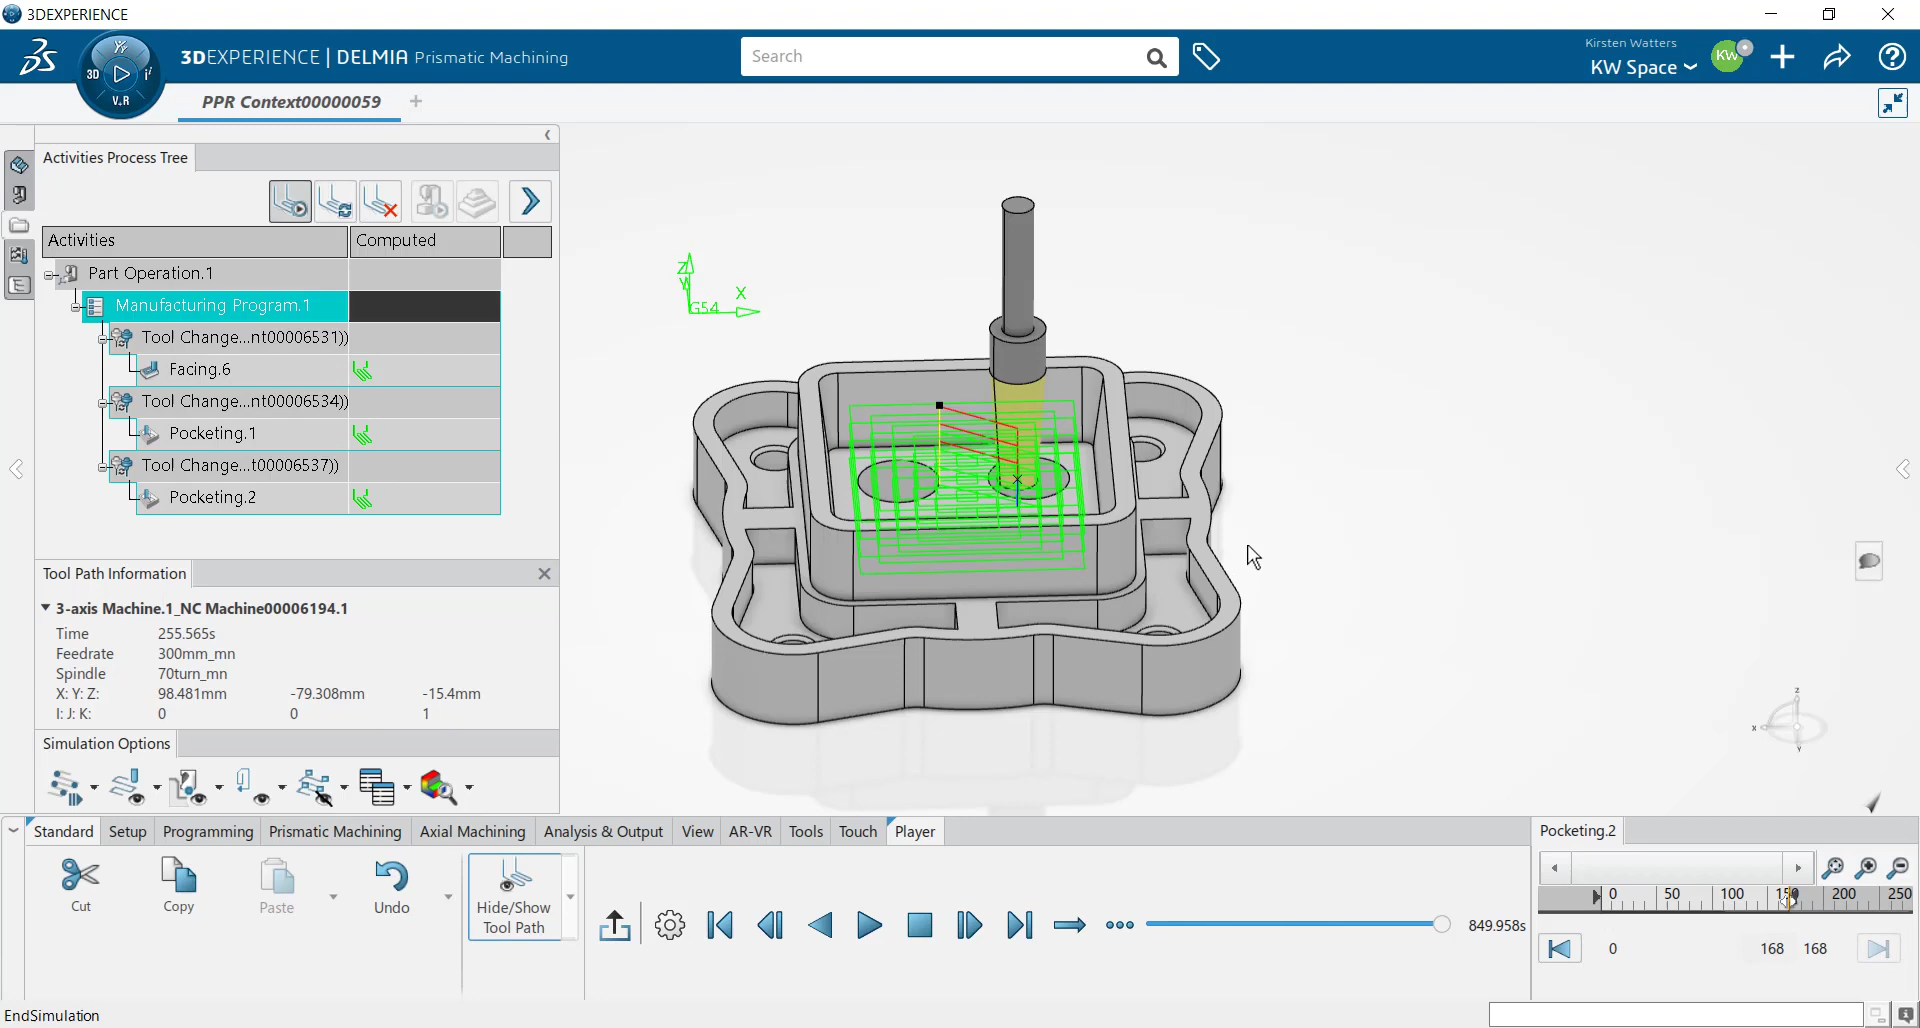 3DEXPERIENCE
3DEXPERIENCE | DELMIA Prismatic Machining
Search
Kirsten Watters
KW Space
KW
3D
V.R
PPR Context00000059
Activities Process Tree
Activities
Computed
Part Operation.1
Manufacturing Program.1
Tool Change...nt00006531))
Facing.6
Tool Change...nt00006534))
Pocketing.1
Tool Change...t00006537))
Pocketing.2
Z
Y
X
G54
Tool Path Information
3-axis Machine.1_NC Machine00006194.1
Time 255.565s
Feedrate 300mm_mn
Spindle 70turn_mn
X: Y: Z: 98.481mm -79.308mm -15.4mm
I: J: K: 0 0 1
Simulation Options
z
x
Y
Standard Setup Programming Prismatic Machining Axial Machining Analysis & Output View AR-VR Tools Touch Player
Cut
Copy
Paste
Undo
Hide/Show
Tool Path
849.958s
Pocketing.2
0 50 100 150 200 250
0 168 168
EndSimulation